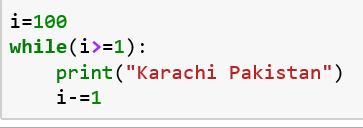 i=100
while(i>=1):
    print("Karachi Pakistan")
    i-=1